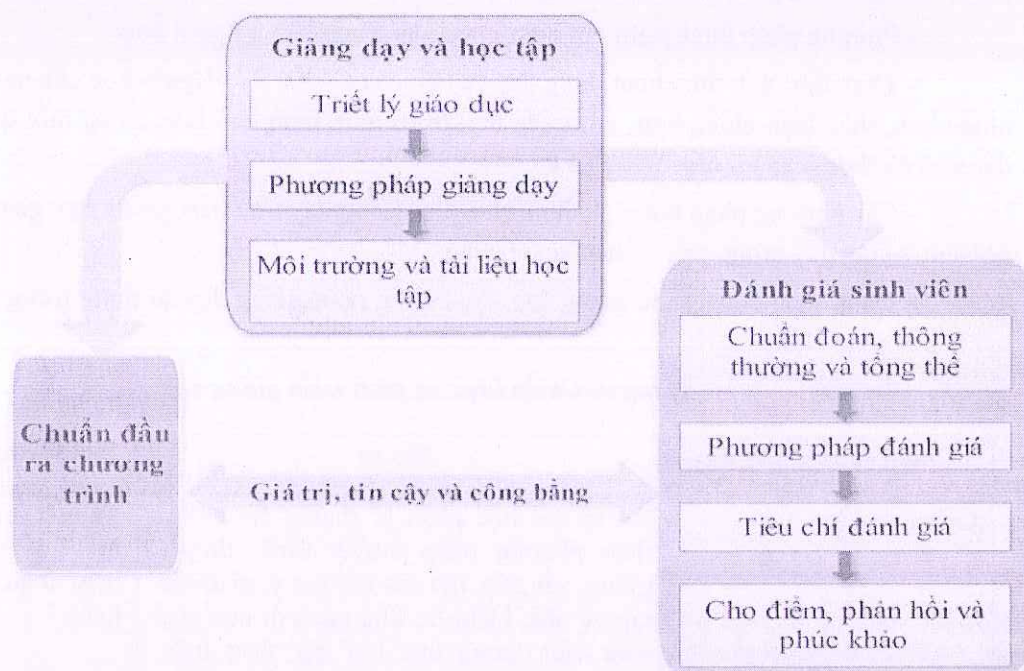 Giảng dạy và học tập
Triết lý giáo dục
Phương pháp giảng dạy
Môi trường và tài liệu học
tập
Đánh giá sinh viên
Chuẩn đoán, thông
thường và tổng thể
Phương pháp đánh giá
Tiêu chí đánh giá
Cho điểm, phản hồi và
phúc khảo
Chuẩn đầu
ra chương
trình
Giá trị, tin cậy và công bằng